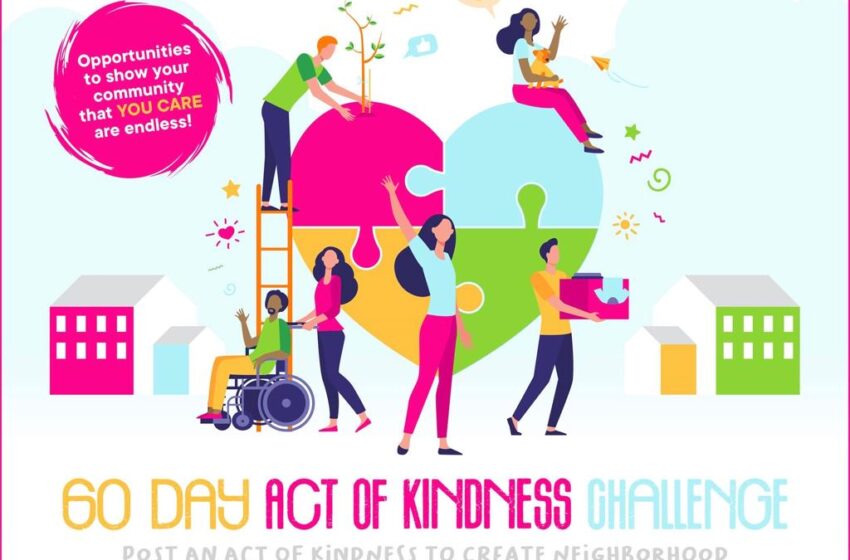 Opportunities
to show your
community
that YOU CARE
are endless!
60 DAY ACT OF KINDNESS CHALLENGE
POST AN ACT OF KINDNESS TO CREATE NEIGHBORHOOD